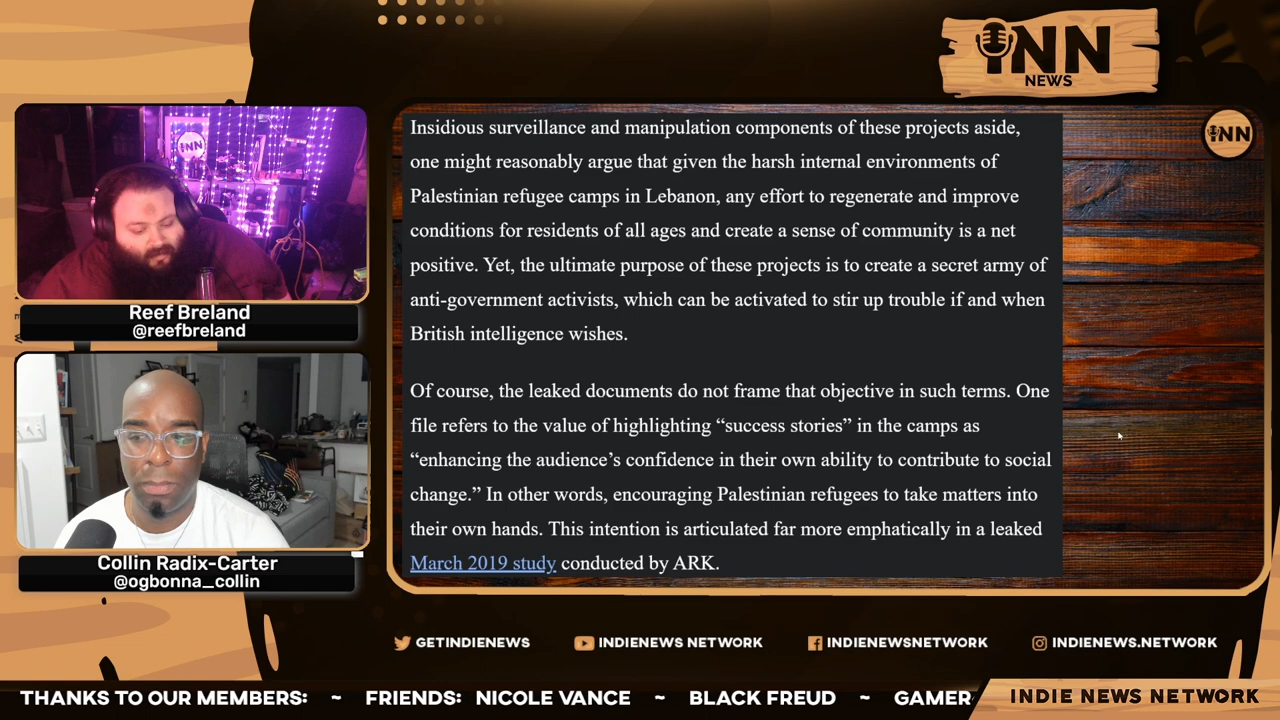 iNN
NEWS
iNN
Insidious surveillance and manipulation components of these projects aside,
one might reasonably argue that given the harsh internal environments of
Palestinian refugee camps in Lebanon, any effort to regenerate and improve
conditions for residents of all ages and create a sense of community is a net
positive. Yet, the ultimate purpose of these projects is to create a secret army of
anti-government activists, which can be activated to stir up trouble if and when
British intelligence wishes.
Of course, the leaked documents do not frame that objective in such terms. One
file refers to the value of highlighting “success stories” in the camps as
“enhancing the audience’s confidence in their own ability to contribute to social
change.” In other words, encouraging Palestinian refugees to take matters into
their own hands. This intention is articulated far more emphatically in a leaked
March 2019 study conducted by ARK.
iNN
Reef Breland
@reefbreland
Collin Radix-Carter
@ogbonna_collin
GETINDIENEWS
INDIENEWS NETWORK
INDIENEWSNETWORK
INDIENEWS.NETWORK
THANKS TO OUR MEMBERS: ~ FRIENDS: NICOLE VANCE ~ BLACK FREUD ~ GAMER
INDIE NEWS NETWORK